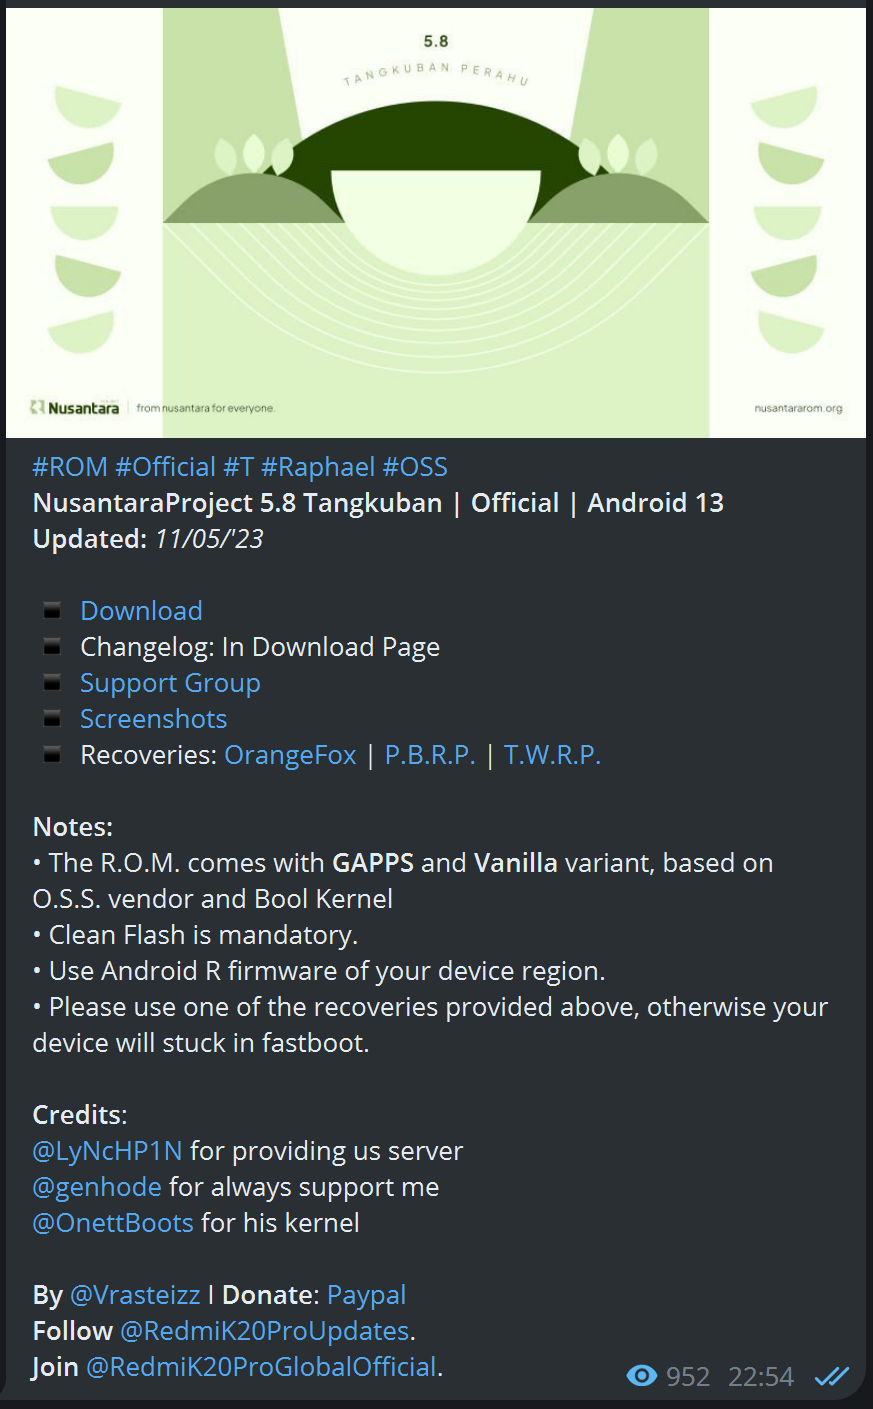 5.8
TANGKUBAN PERAHU
Nusantara | from nusantara for everyone.
nusantararom.org
#ROM #Official #T #Raphael #OSS
NusantaraProject 5.8 Tangkuban | Official | Android 13
Updated: 11/05/'23
▪ Download
▪ Changelog: In Download Page
▪ Support Group
▪ Screenshots
▪ Recoveries: OrangeFox | P.B.R.P. | T.W.R.P.
Notes:
• The R.O.M. comes with GAPPS and Vanilla variant, based on
O.S.S. vendor and Bool Kernel
• Clean Flash is mandatory.
• Use Android R firmware of your device region.
• Please use one of the recoveries provided above, otherwise your
device will stuck in fastboot.
Credits:
@LyNcHP1N for providing us server
@genhode for always support me
@OnettBoots for his kernel
By @Vrasteizz I Donate: Paypal
Follow @RedmiK20ProUpdates.
Join @RedmiK20ProGlobalOfficial.
952 22:54